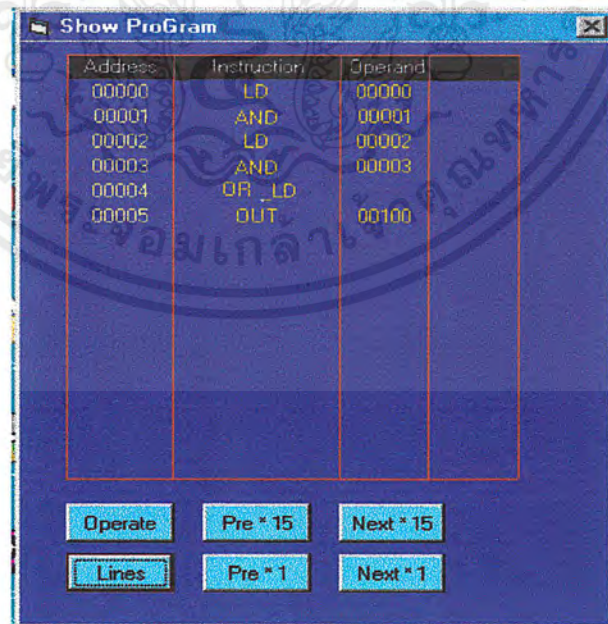 Show ProGram
Address Instruction Operand
00000 LD 00000
00001 AND 00001
00002 LD 00002
00003 AND 00003
00004 OR _LD
00005 OUT 00100
Operate Pre * 15 Next * 15
Lines Pre * 1 Next * 1